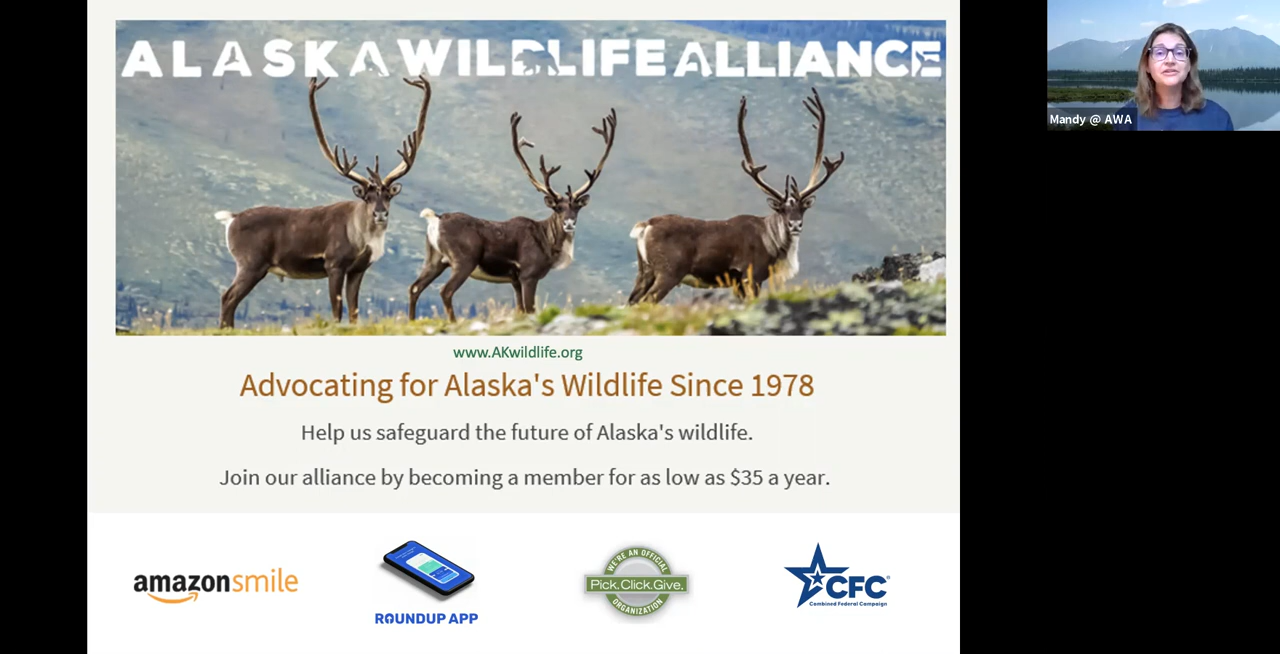 ALASKA WILDLIFE ALLIANCE
Mandy @ AWA
www.AKwildlife.org
Advocating for Alaska's Wildlife Since 1978
Help us safeguard the future of Alaska's wildlife.
Join our alliance by becoming a member for as low as $35 a year.
amazonsmile
ROUNDUP APP
WE'RE AN OFFICIAL
Pick.Click.Give.
ORGANIZATION
CFC
Combined Federal Campaign